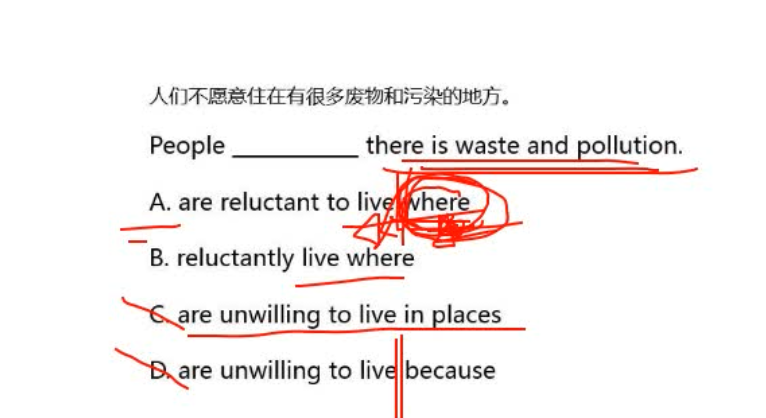 人们不愿意住在有很多废物和污染的地方。
People __________ there is waste and pollution.
A. are reluctant to live where
B. reluctantly live where
C. are unwilling to live in places
D. are unwilling to live because